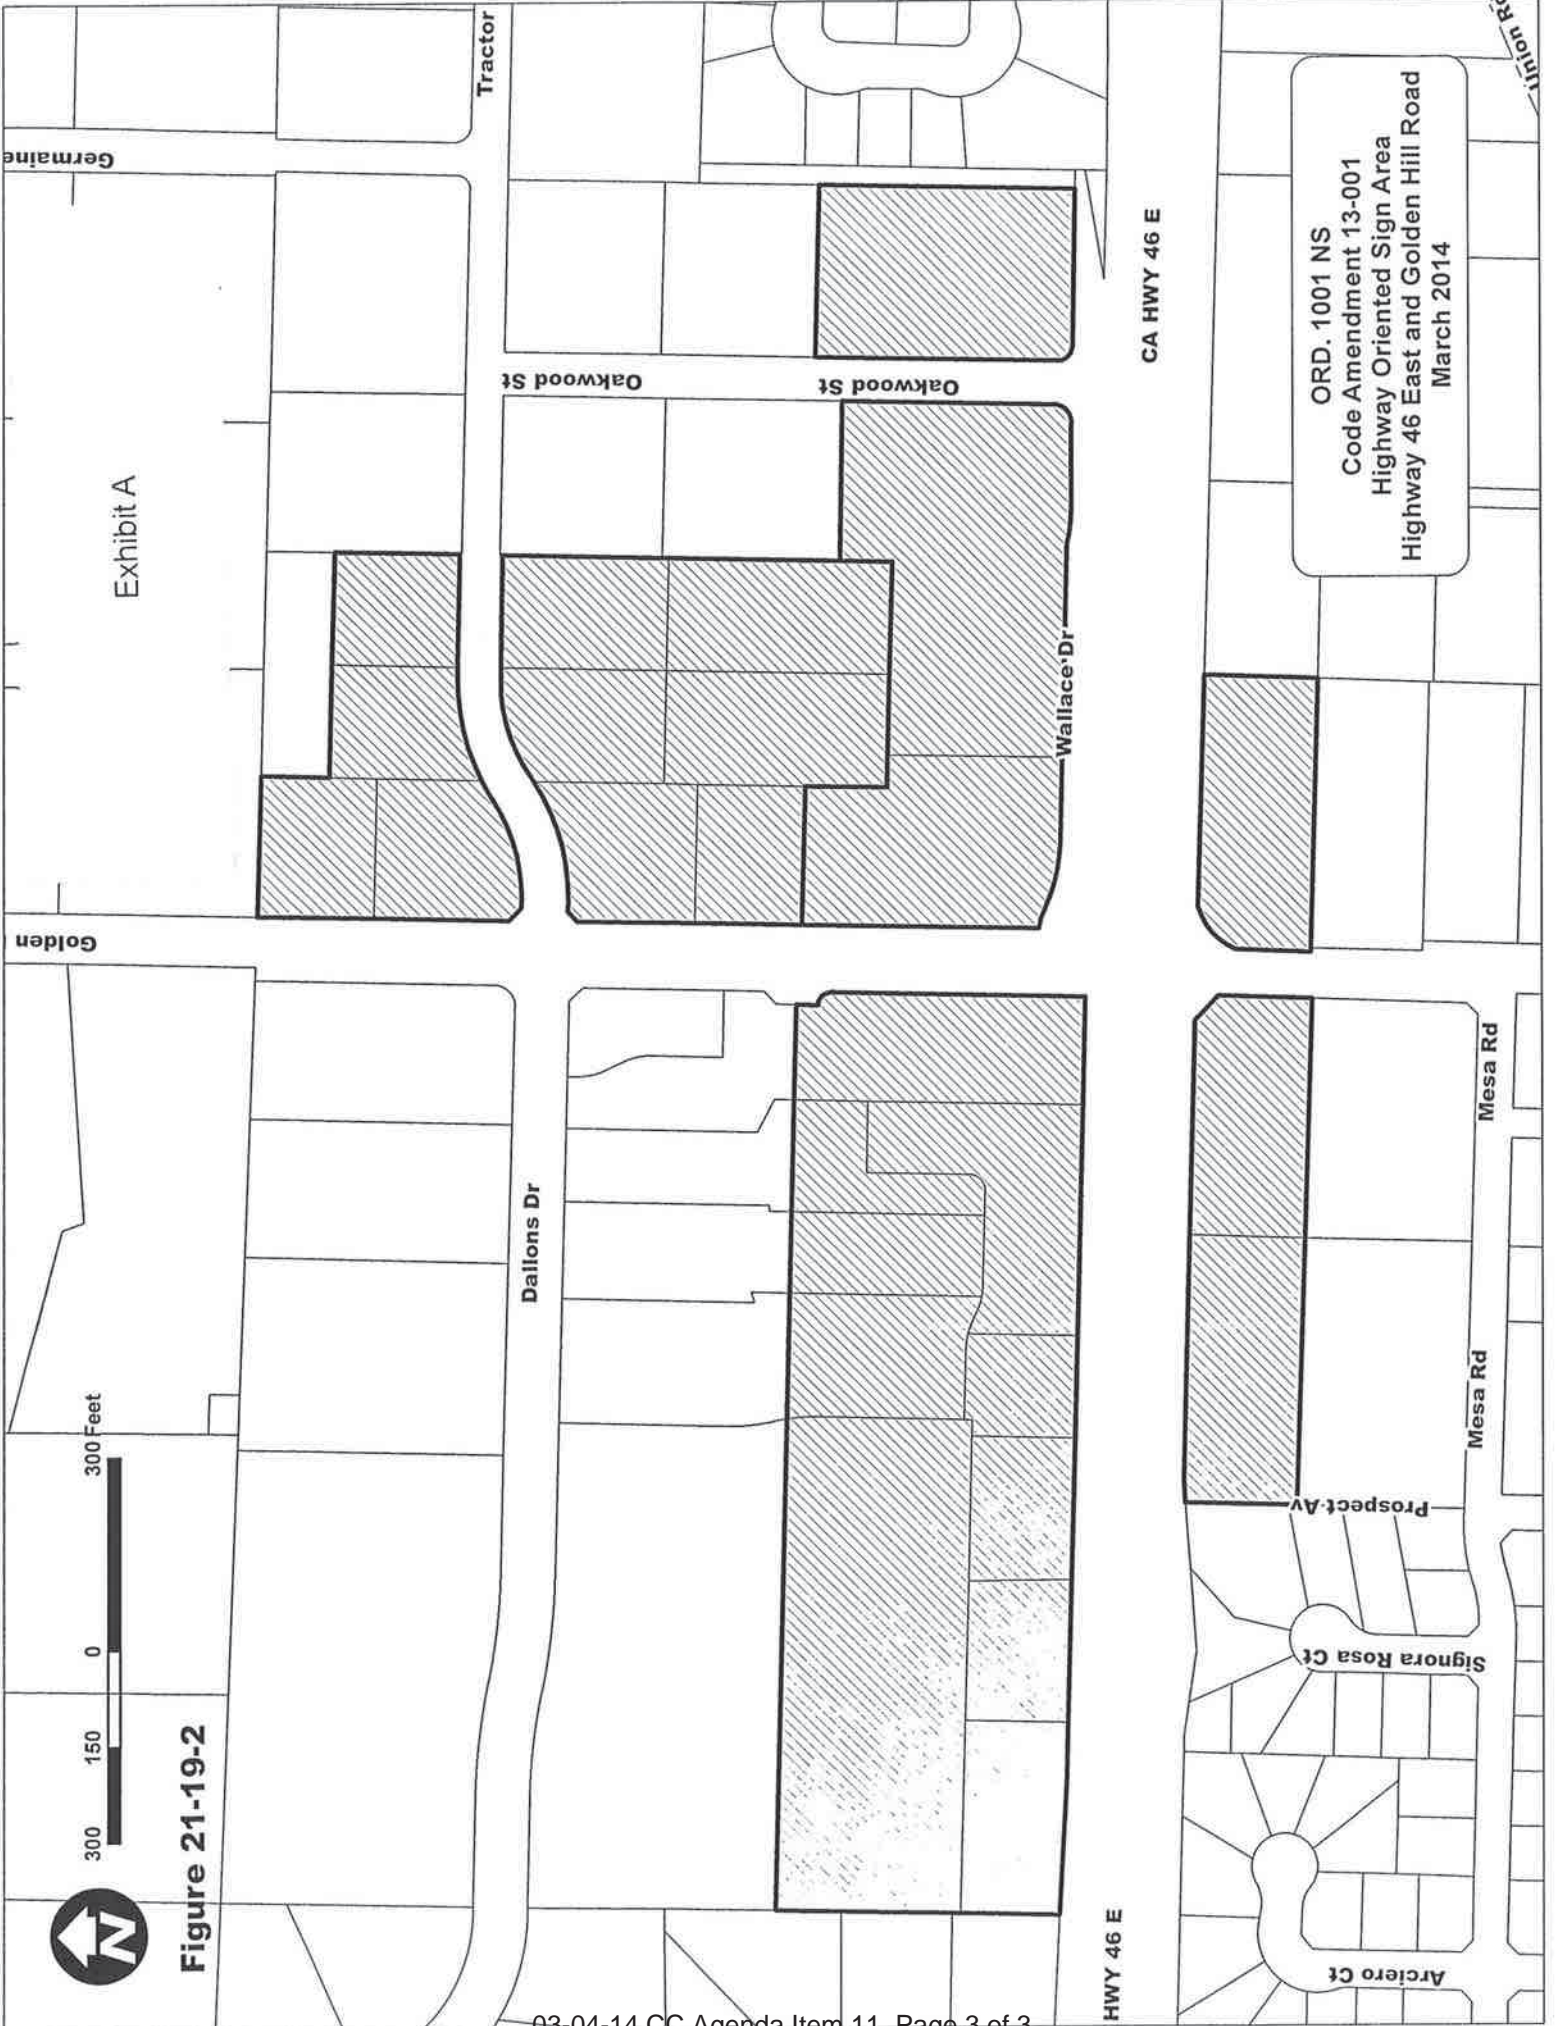 Exhibit A
Figure 21-19-2
N
300 150 0 300 Feet
Germaine
Tractor
Golden
Oakwood St
Oakwood St
Dallons Dr
Wallace Dr
CA HWY 46 E
HWY 46 E
Mesa Rd
Mesa Rd
Prospect Av
Signora Rosa Ct
Arciero Ct
ORD. 1001 NS
Code Amendment 13-001
Highway Oriented Sign Area
Highway 46 East and Golden Hill Road
March 2014
Union
03-04-14 CC Agenda Item 11 Page 3 of 3